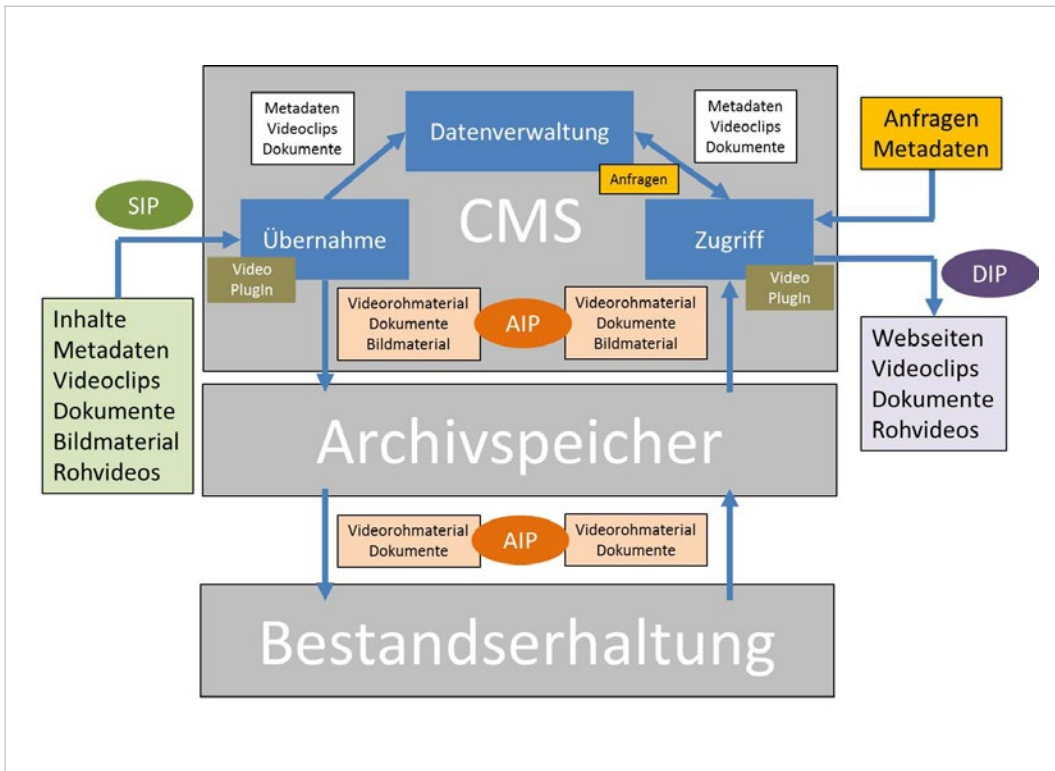 Metadaten
Videoclips
Dokumente
Datenverwaltung
Metadaten
Videoclips
Dokumente
Anfragen
Metadaten
Anfragen
SIP
CMS
Übernahme
Zugriff
Video
PlugIn
Video
PlugIn
DIP
Videorohmaterial
Dokumente
Bildmaterial
AIP
Videorohmaterial
Dokumente
Bildmaterial
Inhalte
Metadaten
Videoclips
Dokumente
Bildmaterial
Rohvideos
Webseiten
Videoclips
Dokumente
Rohvideos
Archivspeicher
Videorohmaterial
Dokumente
AIP
Videorohmaterial
Dokumente
Bestandserhaltung